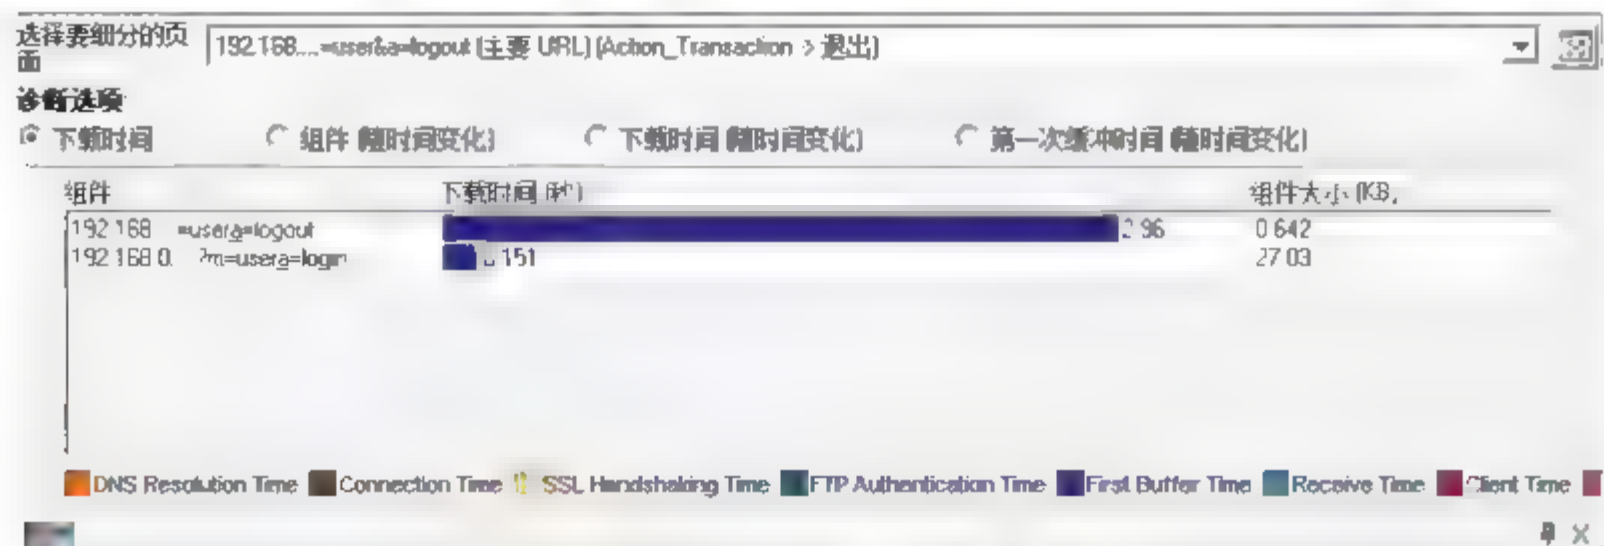 选择要细分的页面
192.168....=user&a=logout (主要 URL) (Action_Transaction -> 退出)
诊断选项
下载时间 组件 (随时间变化) 下载时间 (随时间变化) 第一次缓冲时间 (随时间变化)
组件 下载时间 (秒) 组件大小 (KB)
192.168 =usera=logout 2.96 0.642
192.168.0. ?m=usera=login 0.151 27.03
DNS Resolution Time Connection Time SSL Handshaking Time FTP Authentication Time First Buffer Time Receive Time Client Time